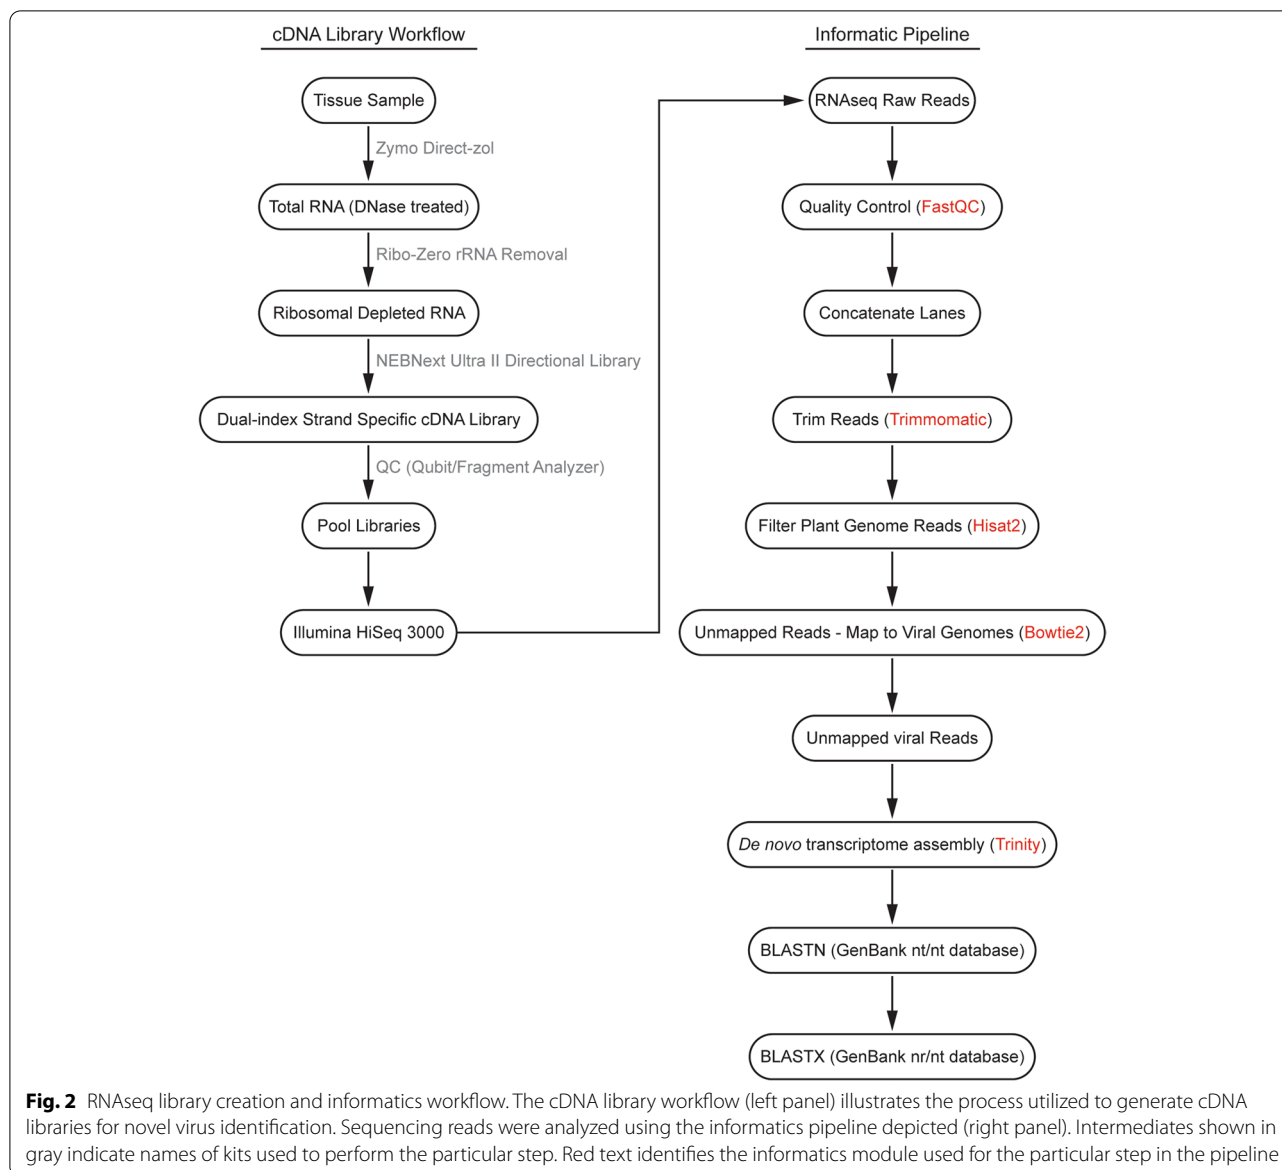 cDNA Library Workflow
Tissue Sample
Zymo Direct-zol
Total RNA (DNase treated)
Ribo-Zero rRNA Removal
Ribosomal Depleted RNA
NEBNext Ultra II Directional Library
Dual-index Strand Specific cDNA Library
QC (Qubit/Fragment Analyzer)
Pool Libraries
Illumina HiSeq 3000
Informatic Pipeline
RNAseq Raw Reads
Quality Control (FastQC)
Concatenate Lanes
Trim Reads (Trimmomatic)
Filter Plant Genome Reads (Hisat2)
Unmapped Reads - Map to Viral Genomes (Bowtie2)
Unmapped viral Reads
De novo transcriptome assembly (Trinity)
BLASTN (GenBank nt/nt database)
BLASTX (GenBank nr/nt database)
Fig. 2 RNAseq library creation and informatics workflow. The cDNA library workflow (left panel) illustrates the process utilized to generate cDNA
libraries for novel virus identification. Sequencing reads were analyzed using the informatics pipeline depicted (right panel). Intermediates shown in
gray indicate names of kits used to perform the particular step. Red text identifies the informatics module used for the particular step in the pipeline